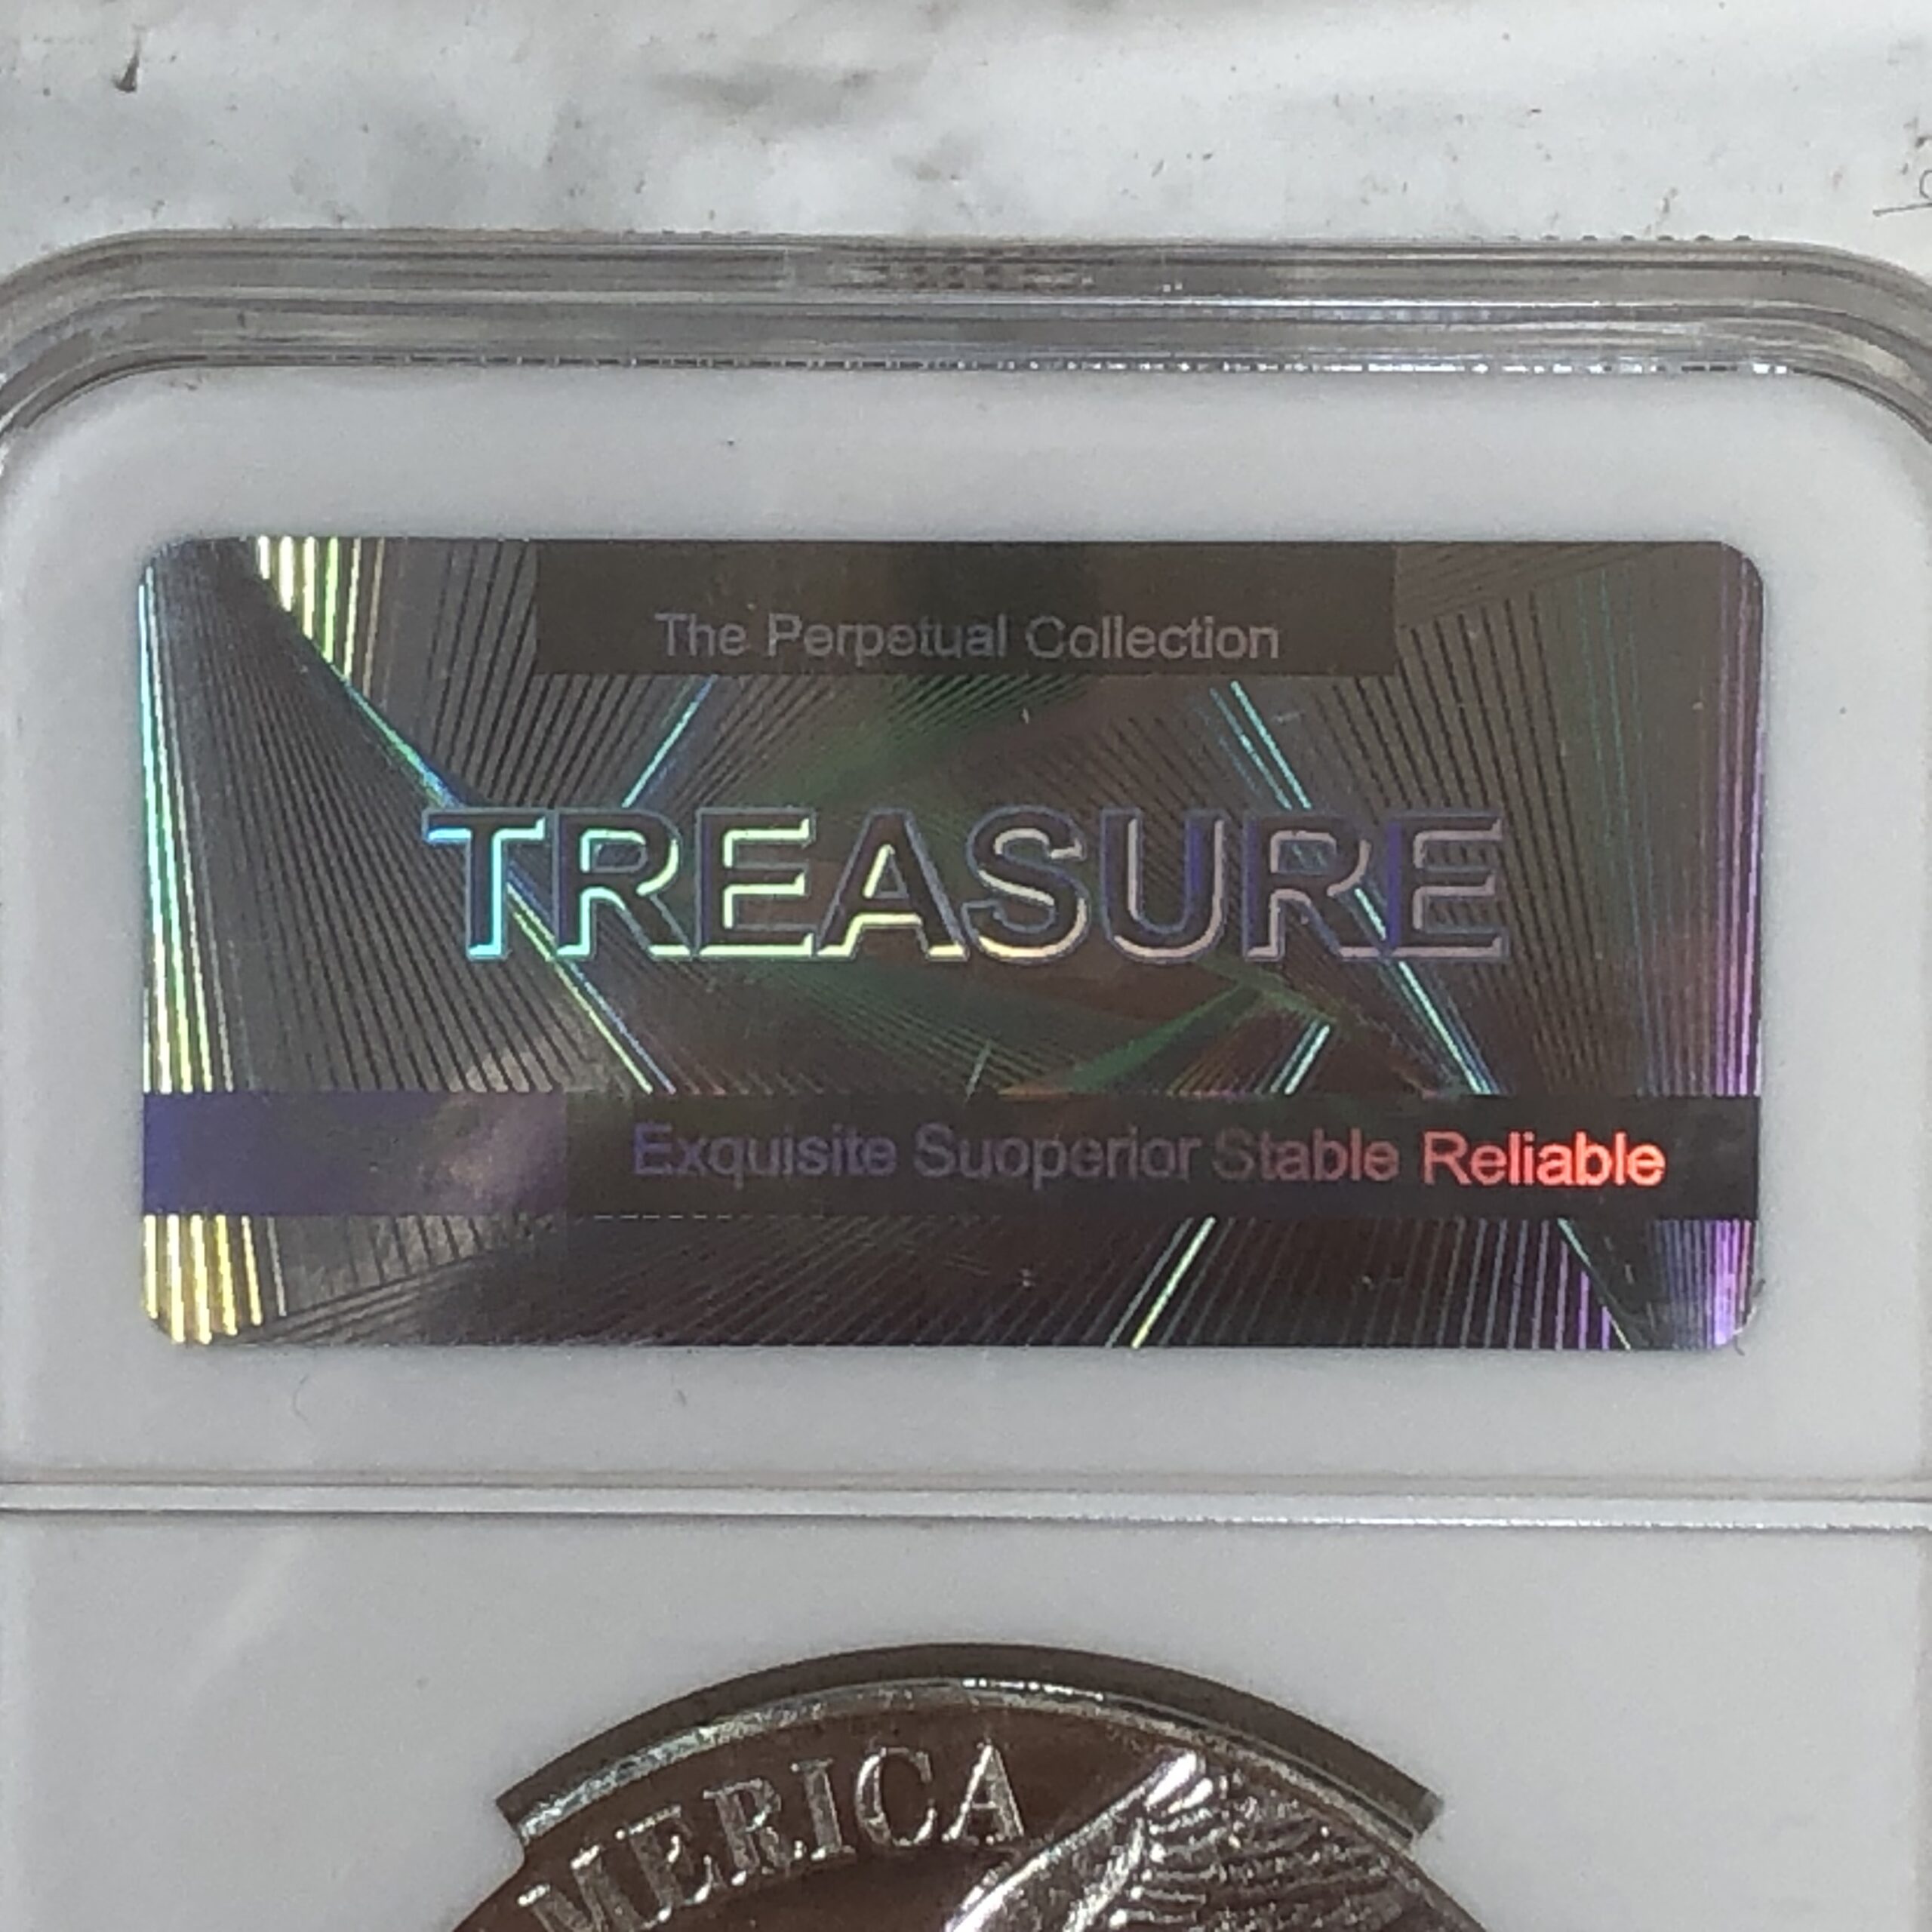 The Perpetual Collection
TREASURE
Exquisite Suoperior Stable Reliable
MERICA